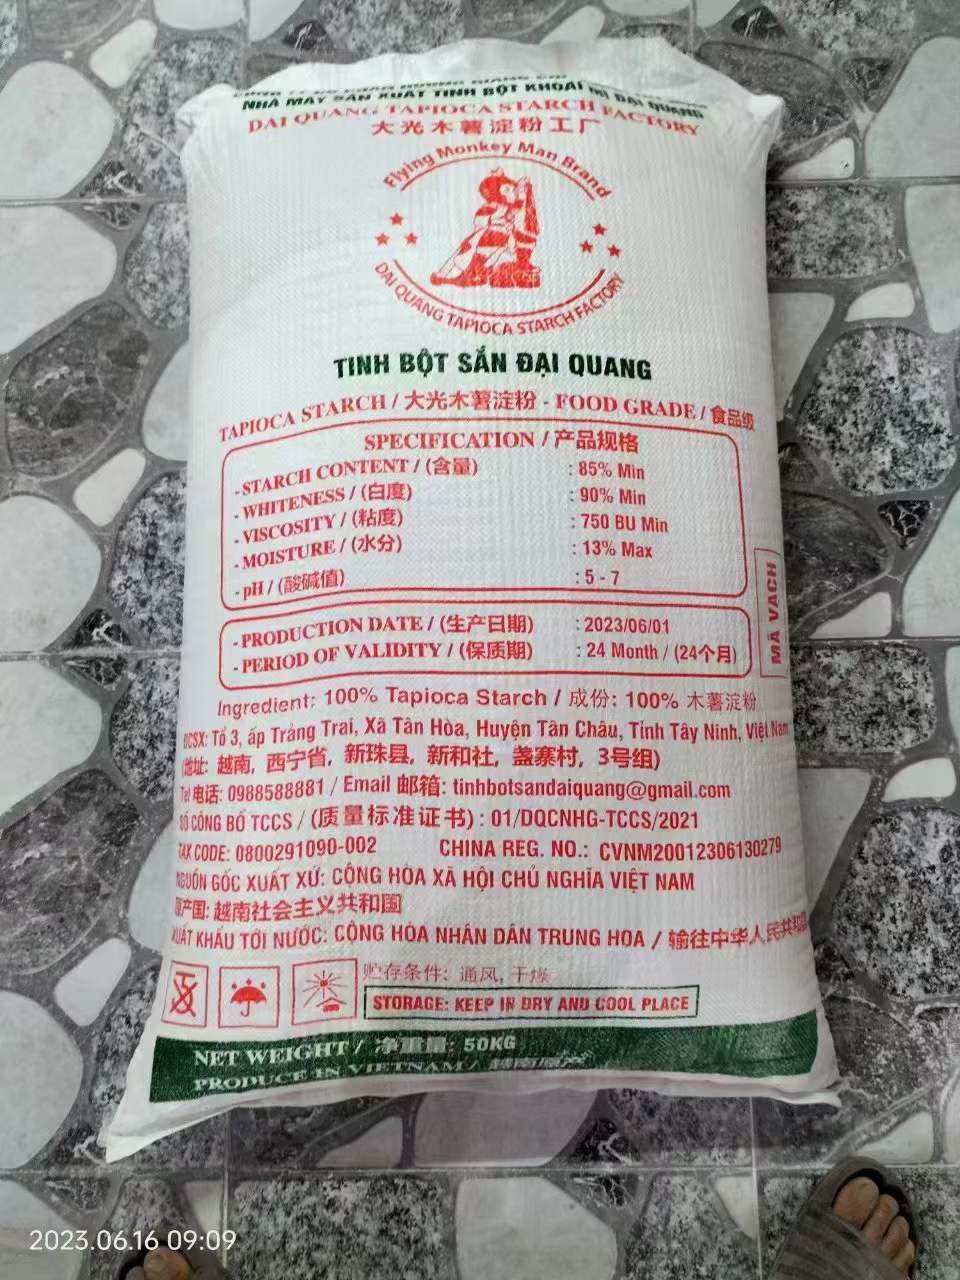 NHÀ MÁY SẢN XUẤT TINH BỘT KHOAI MÌ ĐẠI QUANG
DAI QUANG TAPIOCA STARCH FACTORY
大光木薯淀粉工厂
Flying Monkey Man Brand
DAI QUANG TAPIOCA STARCH FACTORY
TINH BỘT SẮN ĐẠI QUANG
TAPIOCA STARCH / 大光木薯淀粉 - FOOD GRADE / 食品级
SPECIFICATION / 产品规格
- STARCH CONTENT / (含量) : 85% Min
- WHITENESS / (白度) : 90% Min
- VISCOSITY / (粘度) : 750 BU Min
- MOISTURE / (水分) : 13% Max
- pH / (酸碱值) : 5 - 7
MÃ VẠCH
- PRODUCTION DATE / (生产日期) : 2023/06/01
- PERIOD OF VALIDITY / (保质期) : 24 Month / (24个月)
Ingredient: 100% Tapioca Starch / 成份: 100% 木薯淀粉
ĐCSX: Tổ 3, ấp Trảng Trai, Xã Tân Hòa, Huyện Tân Châu, Tỉnh Tây Ninh, Việt Nam
(地址: 越南, 西宁省, 新珠县, 新和社, 盏寨村, 3号组)
Tel 电话: 0988588881 / Email 邮箱: tinhbotsandaiquang@gmail.com
SỐ CÔNG BỐ TCCS / (质量标准证书) : 01/DQCNHG-TCCS/2021
TAX CODE: 0800291090-002 CHINA REG. NO.: CVNM20012306130279
NGUỒN GỐC XUẤT XỨ: CỘNG HÒA XÃ HỘI CHỦ NGHĨA VIỆT NAM
原产国: 越南社会主义共和国
XUẤT KHẨU TỚI NƯỚC: CỘNG HÒA NHÂN DÂN TRUNG HOA / 输往中华人民共和国
贮存条件: 通风, 干燥
STORAGE: KEEP IN DRY AND COOL PLACE
NET WEIGHT / 净重量: 50KG
PRODUCE IN VIETNAM / 越南原产
2023.06.16 09:09